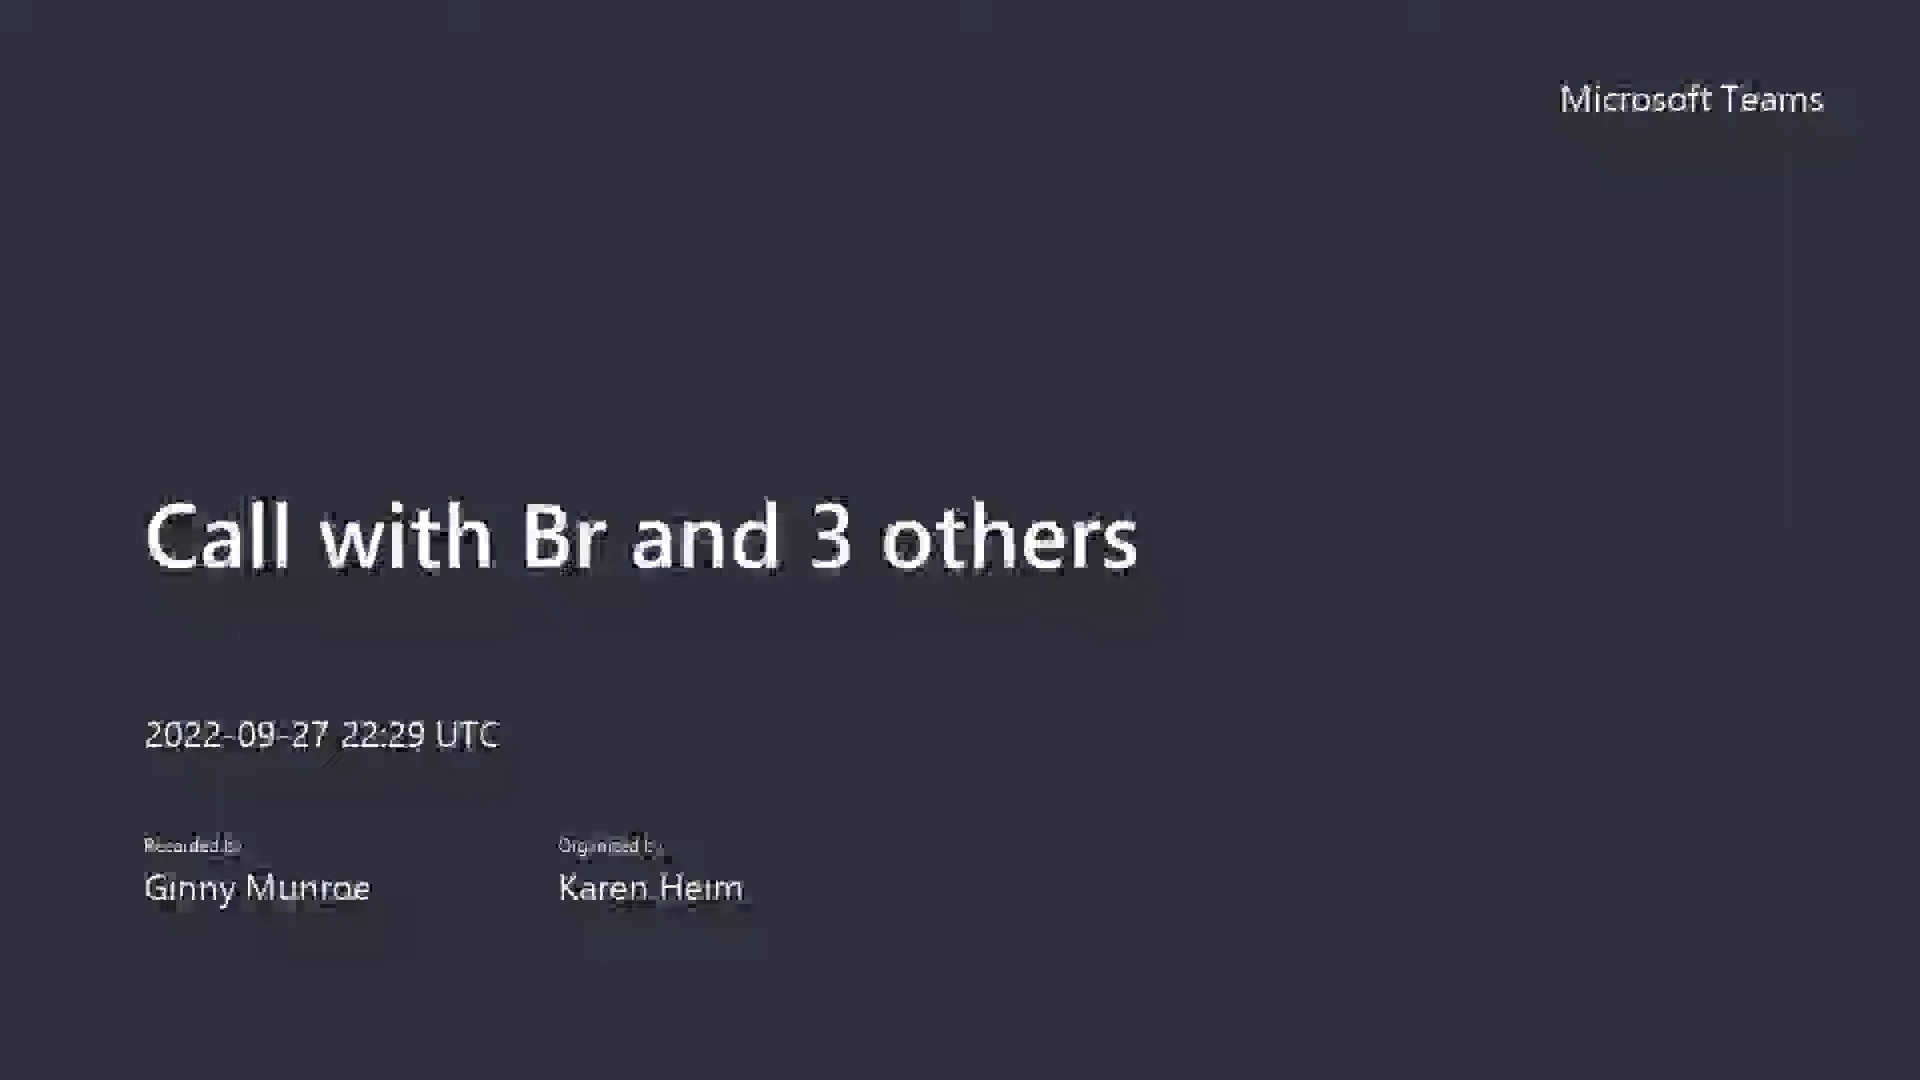 Microsoft Teams
Call with Br and 3 others
2022-09-27 22:29 UTC
Recorded by
Organized by
Ginny Munroe
Karen Heim